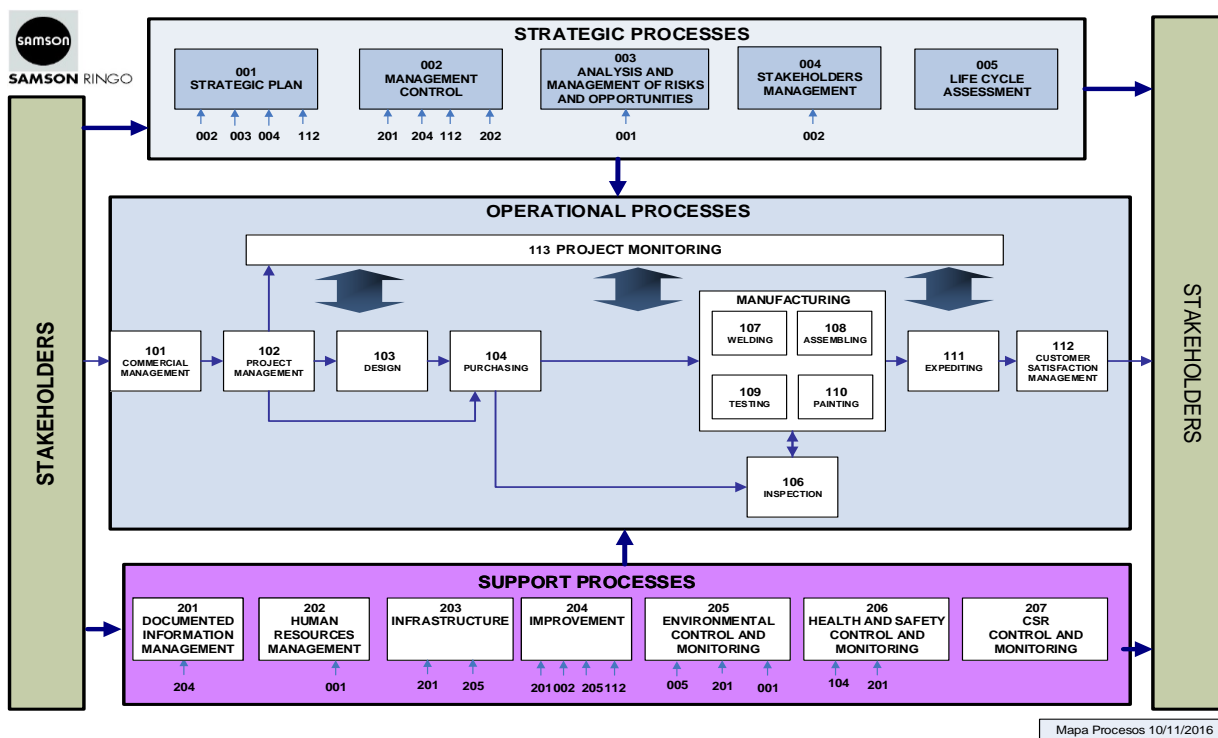 SAMSON
SAMSON RINGO
STRATEGIC PROCESSES
001
STRATEGIC PLAN
002
003
004
112
002
MANAGEMENT
CONTROL
201
204
112
202
003
ANALYSIS AND
MANAGEMENT OF RISKS
AND OPPORTUNITIES
001
004
STAKEHOLDERS
MANAGEMENT
002
005
LIFE CYCLE
ASSESSMENT
STAKEHOLDERS
STAKEHOLDERS
OPERATIONAL PROCESSES
113 PROJECT MONITORING
101
COMMERCIAL
MANAGEMENT
102
PROJECT
MANAGEMENT
103
DESIGN
104
PURCHASING
MANUFACTURING
107
WELDING
108
ASSEMBLING
109
TESTING
110
PAINTING
106
INSPECTION
111
EXPEDITING
112
CUSTOMER
SATISFACTION
MANAGEMENT
SUPPORT PROCESSES
201
DOCUMENTED
INFORMATION
MANAGEMENT
204
202
HUMAN
RESOURCES
MANAGEMENT
001
203
INFRASTRUCTURE
201
205
204
IMPROVEMENT
201
002
205
112
205
ENVIRONMENTAL
CONTROL AND
MONITORING
005
201
001
206
HEALTH AND SAFETY
CONTROL AND
MONITORING
104
201
207
CSR
CONTROL AND
MONITORING
Mapa Procesos 10/11/2016